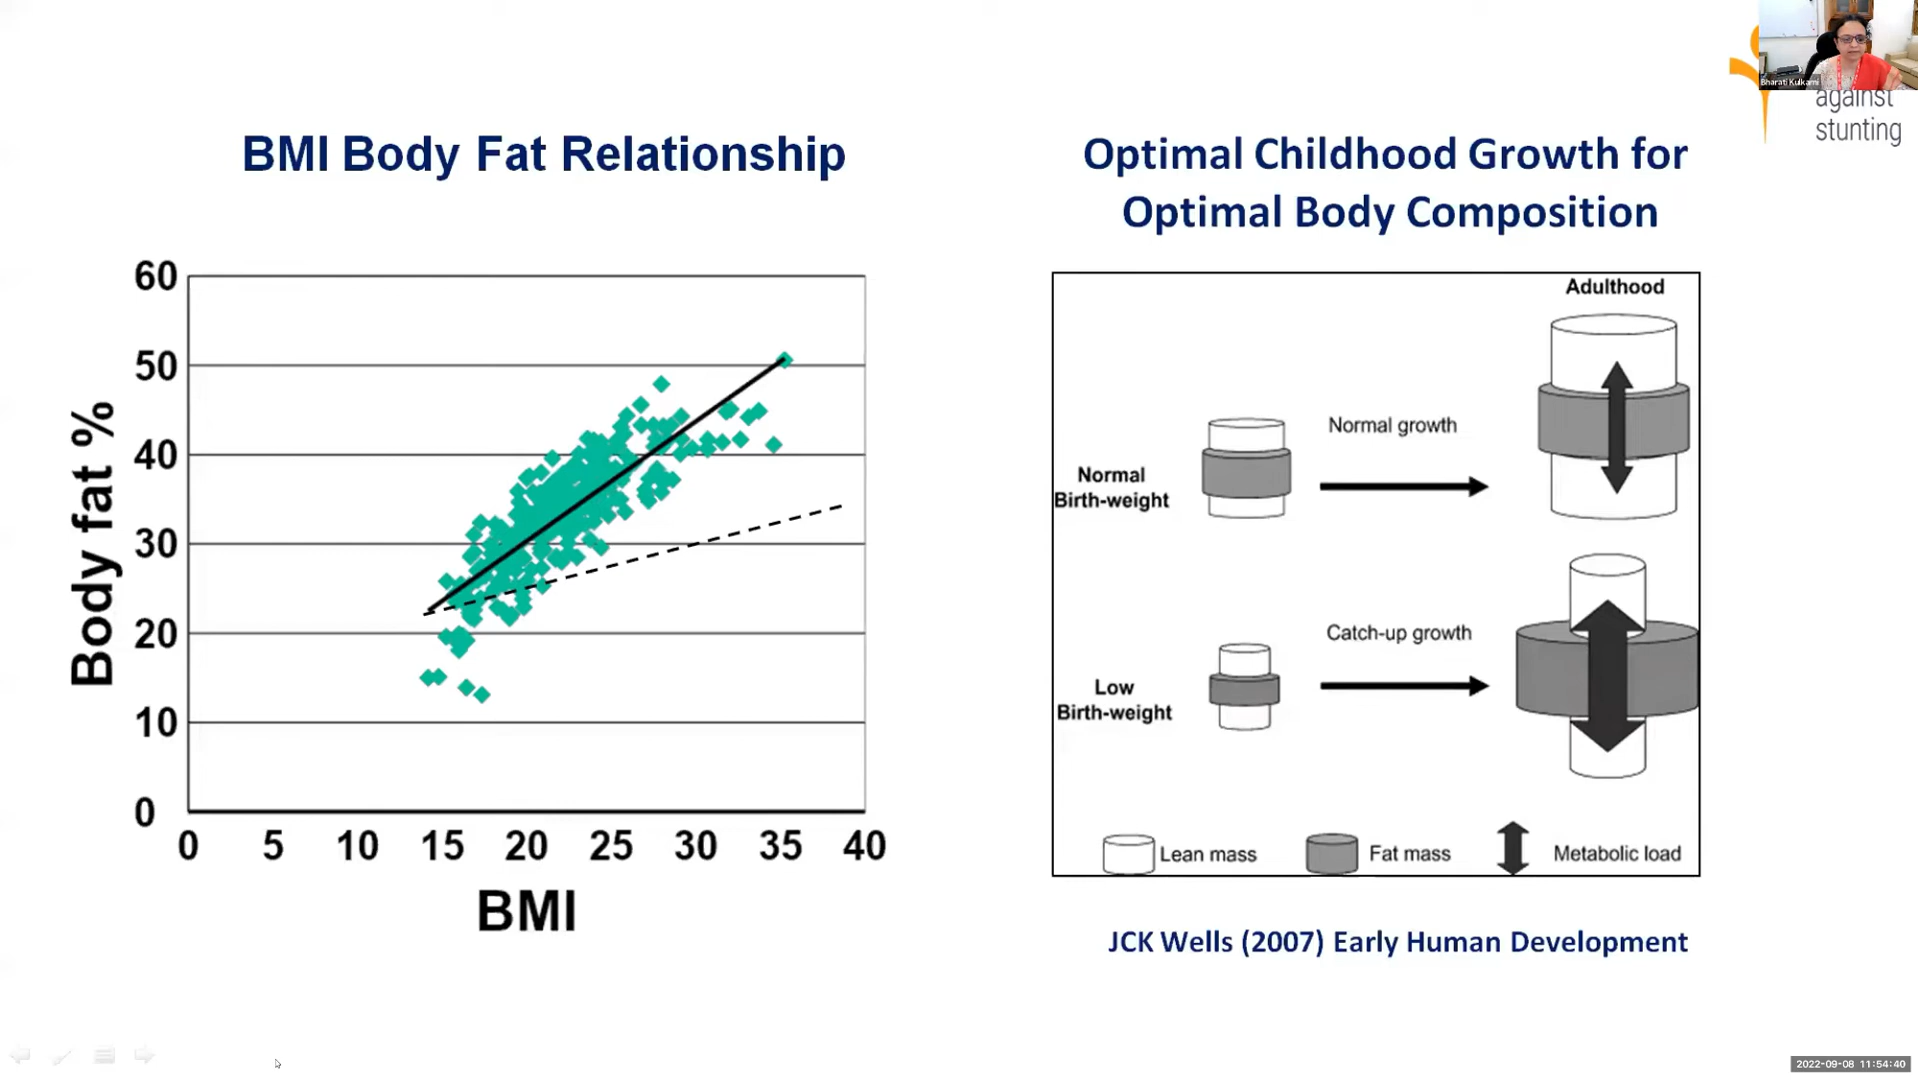 Bharati Kulkarni
against
stunting
BMI Body Fat Relationship
60
50
40
30
20
10
0
Body fat %
0 5 10 15 20 25 30 35 40
BMI
Optimal Childhood Growth for
Optimal Body Composition
Adulthood
Normal growth
Normal
Birth-weight
Catch-up growth
Low
Birth-weight
Lean mass Fat mass Metabolic load
JCK Wells (2007) Early Human Development
2022-09-08 11:54:40